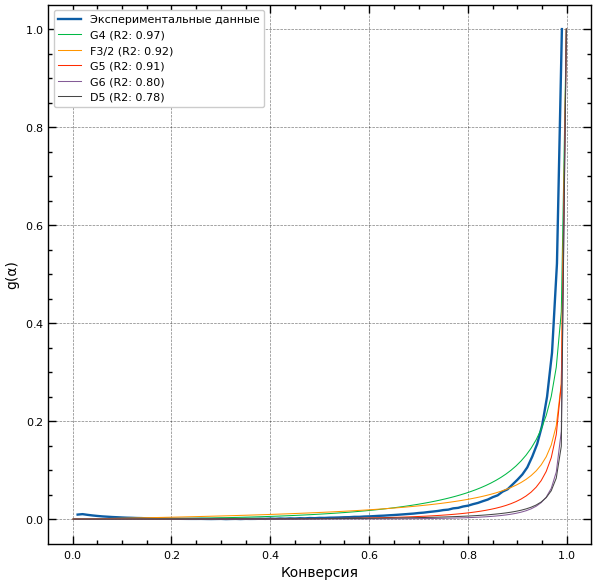 Экспериментальные данные
G4 (R2: 0.97)
F3/2 (R2: 0.92)
G5 (R2: 0.91)
G6 (R2: 0.80)
D5 (R2: 0.78)
1.0
0.8
0.6
0.4
0.2
0.0
g(α)
0.0 0.2 0.4 0.6 0.8 1.0
Конверсия